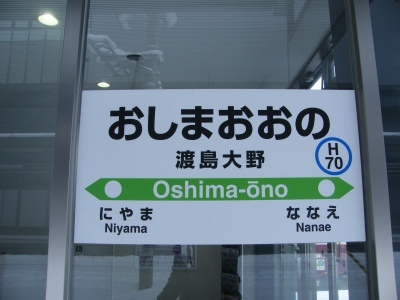 おしまおおの
渡島大野
H
70
Oshima-ōno
にやま
ななえ
Niyama
Nanae